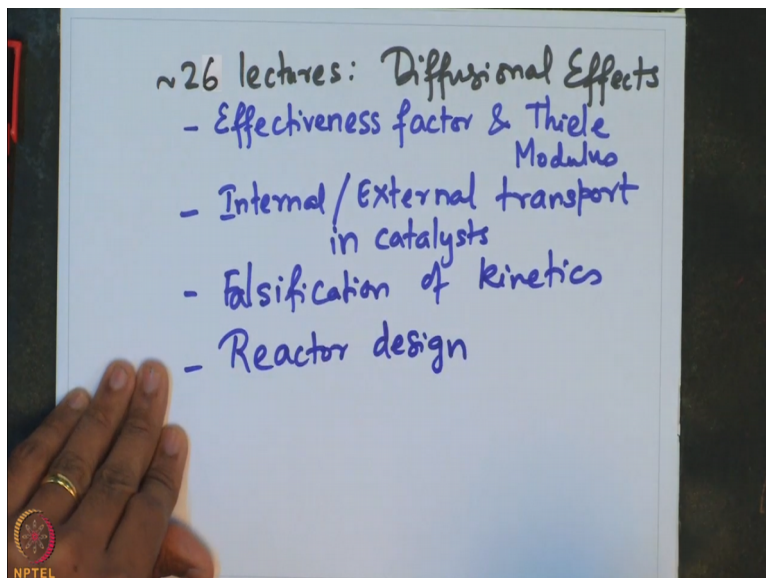 ~26 lectures: Diffusional Effects
- Effectiveness factor & Thiele
Modulus
- Internal/External transport
in catalysts
- Falsification of kinetics
- Reactor design
NPTEL